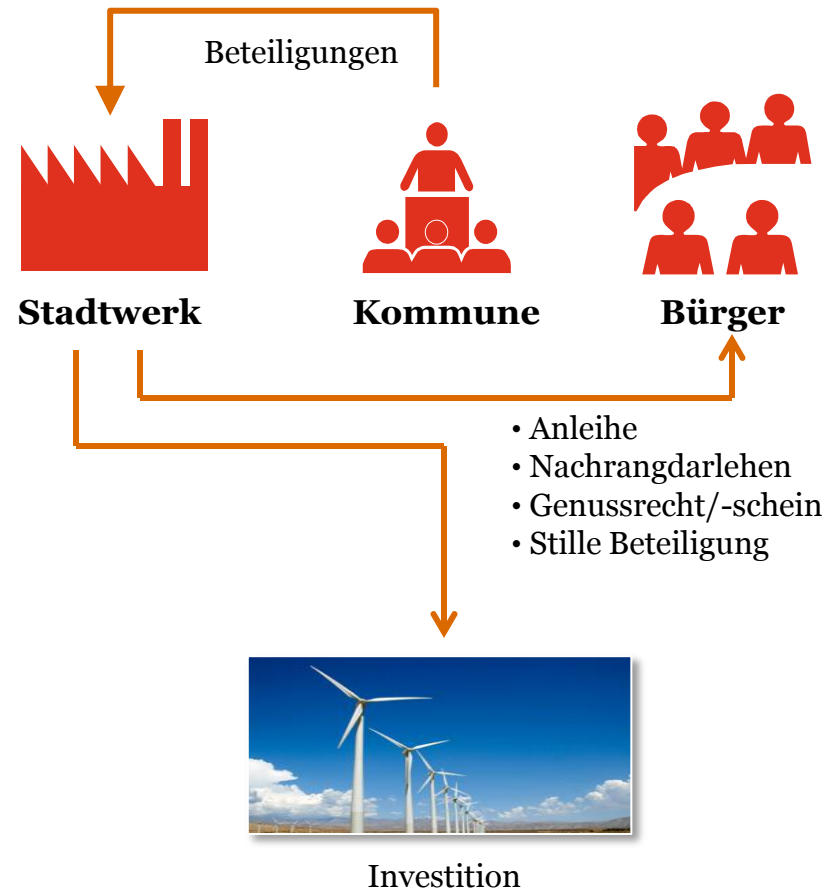 Beteiligungen
Stadtwerk
Kommune
Bürger
• Anleihe
• Nachrangdarlehen
• Genussrecht/-schein
• Stille Beteiligung
Investition